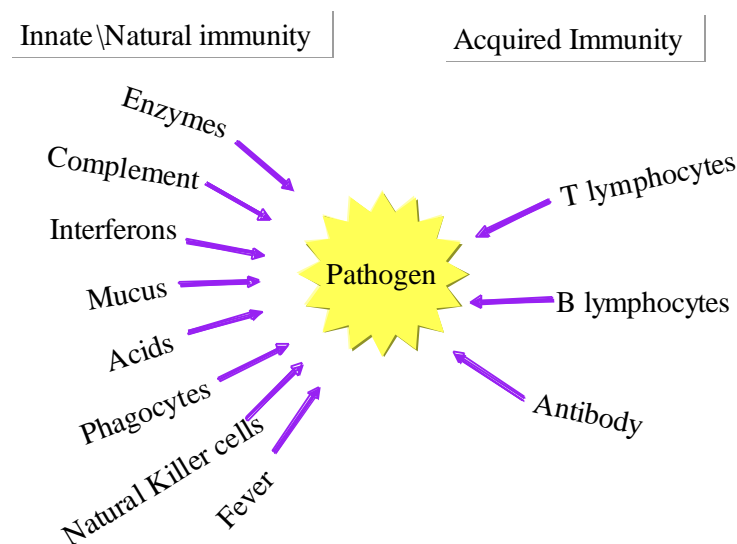 Innate\Natural immunity
Acquired Immunity
Enzymes
Complement
Interferons
Mucus
Acids
Phagocytes
Natural Killer cells
Fever
Pathogen
T lymphocytes
B lymphocytes
Antibody